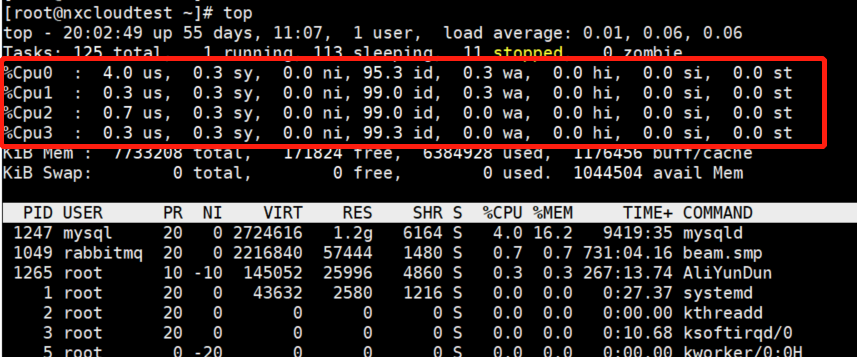 [root@nxcloudtest ~]# top
top - 20:02:49 up 55 days, 11:07,  1 user,  load average: 0.01, 0.06, 0.06
Tasks: 125 total,   1 running, 113 sleeping,  11 stopped,   0 zombie
%Cpu0  :  4.0 us,  0.3 sy,  0.0 ni, 95.3 id,  0.3 wa,  0.0 hi,  0.0 si,  0.0 st
%Cpu1  :  0.3 us,  0.3 sy,  0.0 ni, 99.0 id,  0.3 wa,  0.0 hi,  0.0 si,  0.0 st
%Cpu2  :  0.7 us,  0.3 sy,  0.0 ni, 99.0 id,  0.0 wa,  0.0 hi,  0.0 si,  0.0 st
%Cpu3  :  0.3 us,  0.3 sy,  0.0 ni, 99.3 id,  0.0 wa,  0.0 hi,  0.0 si,  0.0 st
KiB Mem :  7733208 total,   171824 free,  6384928 used,  1176456 buff/cache
KiB Swap:        0 total,        0 free,        0 used.  1044504 avail Mem
PID USER      PR  NI    VIRT    RES    SHR S  %CPU %MEM     TIME+ COMMAND
1247 mysql     20   0 2724616   1.2g   6164 S   4.0 16.2   9419:35 mysqld
1049 rabbitmq  20   0 2216840  57444   1480 S   0.7  0.7 731:04.16 beam.smp
1265 root      10 -10  145052  25996   4860 S   0.3  0.3 267:13.74 AliYunDun
1 root      20   0   43632   2580   1216 S   0.0  0.0   0:27.37 systemd
2 root      20   0       0      0      0 S   0.0  0.0   0:00.00 kthreadd
3 root      20   0       0      0      0 S   0.0  0.0   0:10.68 ksoftirqd/0
5 root       0 -20       0      0      0 S   0.0  0.0   0:00.00 kworker/0:0H